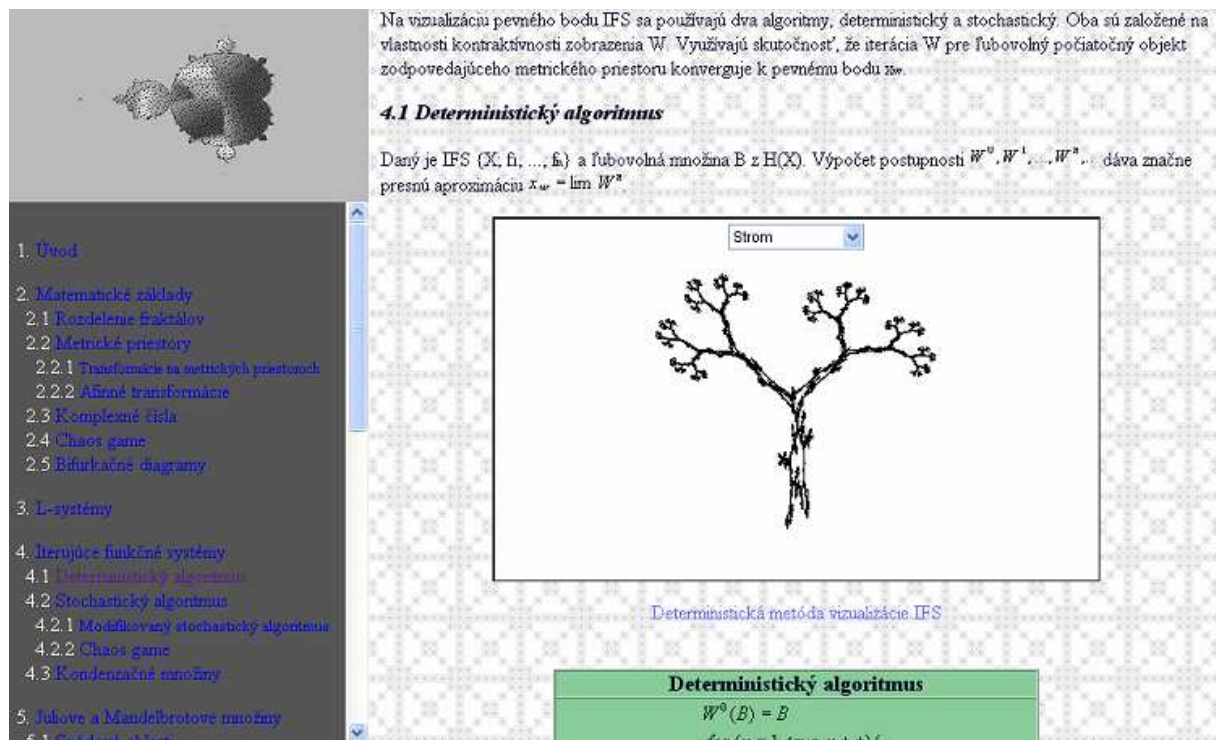 Na vizualizáciu pevného bodu IFS sa používajú dva algoritmy, deterministický a stochastický. Oba sú založené na
vlastnosti kontraktívnosti zobrazenia W. Využívajú skutočnosť, že iterácia W pre ľubovolný počiatočný objekt
zodpovedajúceho metrického priestoru konverguje k pevnému bodu xw.
4.1 Deterministický algoritmus
Daný je IFS {X; f1, ..., fn} a ľubovolná množina B z H(X). Výpočet postupnosti W⁰, W¹, ..., Wⁿ, ... dáva značne
presnú aproximáciu x_w = lim Wⁿ.
Strom
Deterministická metóda vizualizácie IFS
Deterministický algoritmus
W⁰(B) = B
1. Úvod
2. Matematické základy
2.1 Rozdelenie fraktálov
2.2 Metrické priestory
2.2.1 Transformácie na metrických priestoroch
2.2.2 Afinné transformácie
2.3 Komplexné čísla
2.4 Chaos game
2.5 Bifurkačné diagramy
3. L-systémy
4. Iterujúce funkčné systémy
4.1 Deterministický algoritmus
4.2 Stochastický algoritmus
4.2.1 Modifikovaný stochastický algoritmus
4.2.2 Chaos game
4.3 Kondenzačné množiny
5. Juliove a Mandelbrotove množiny